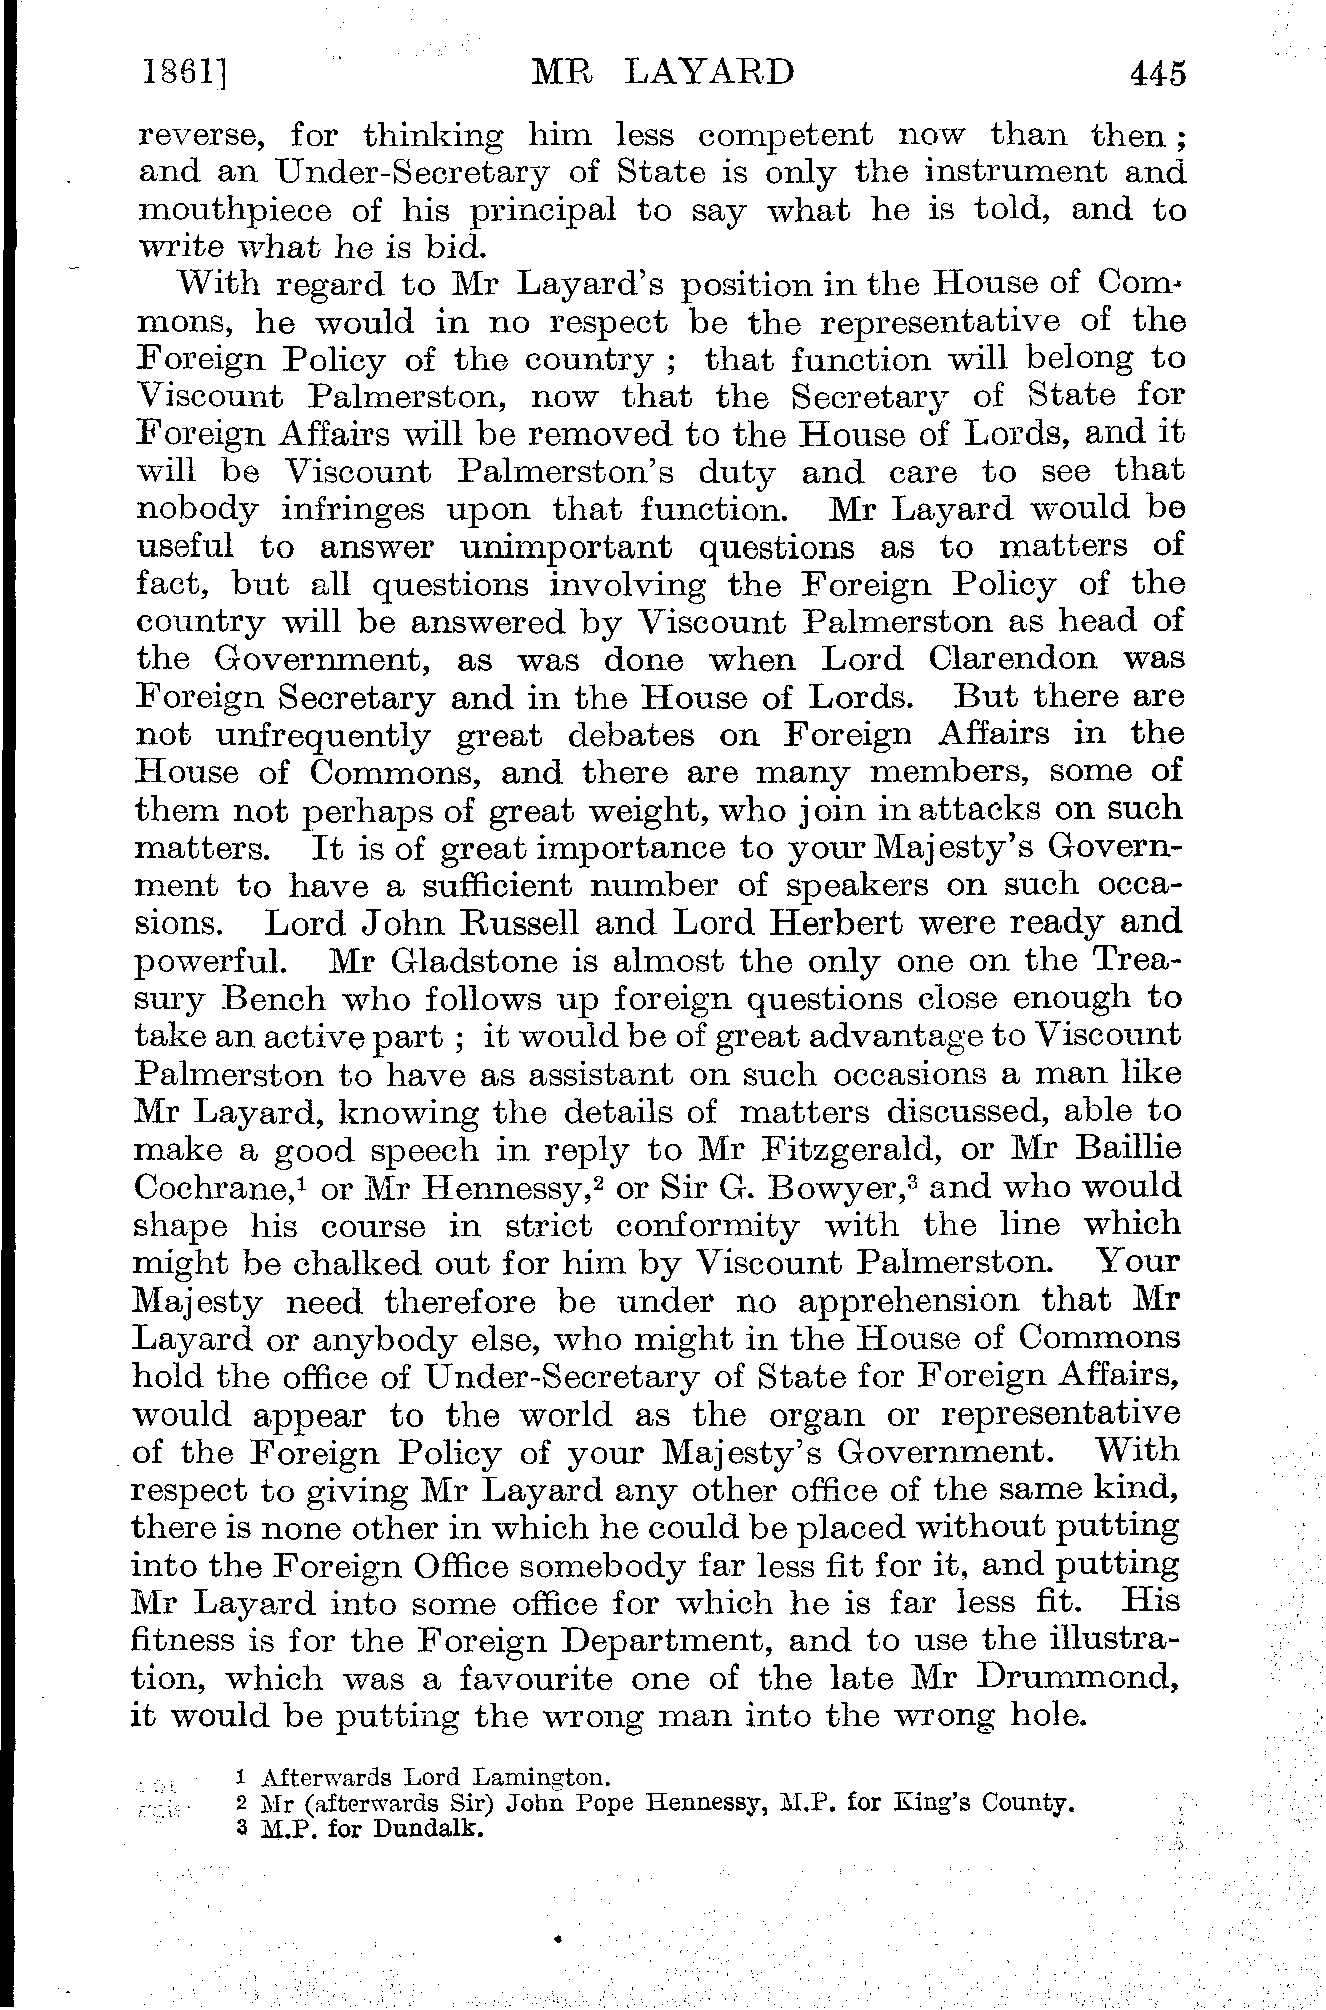 1861] MR LAYARD 445
reverse, for thinking him less competent now than then ;
and an Under-Secretary of State is only the instrument and
mouthpiece of his principal to say what he is told, and to
write what he is bid.
With regard to Mr Layard's position in the House of Com-
mons, he would in no respect be the representative of the
Foreign Policy of the country ; that function will belong to
Viscount Palmerston, now that the Secretary of State for
Foreign Affairs will be removed to the House of Lords, and it
will be Viscount Palmerston's duty and care to see that
nobody infringes upon that function. Mr Layard would be
useful to answer unimportant questions as to matters of
fact, but all questions involving the Foreign Policy of the
country will be answered by Viscount Palmerston as head of
the Government, as was done when Lord Clarendon was
Foreign Secretary and in the House of Lords. But there are
not unfrequently great debates on Foreign Affairs in the
House of Commons, and there are many members, some of
them not perhaps of great weight, who join in attacks on such
matters. It is of great importance to your Majesty's Govern-
ment to have a sufficient number of speakers on such occa-
sions. Lord John Russell and Lord Herbert were ready and
powerful. Mr Gladstone is almost the only one on the Trea-
sury Bench who follows up foreign questions close enough to
take an active part ; it would be of great advantage to Viscount
Palmerston to have as assistant on such occasions a man like
Mr Layard, knowing the details of matters discussed, able to
make a good speech in reply to Mr Fitzgerald, or Mr Baillie
Cochrane,¹ or Mr Hennessy,² or Sir G. Bowyer,³ and who would
shape his course in strict conformity with the line which
might be chalked out for him by Viscount Palmerston. Your
Majesty need therefore be under no apprehension that Mr
Layard or anybody else, who might in the House of Commons
hold the office of Under-Secretary of State for Foreign Affairs,
would appear to the world as the organ or representative
of the Foreign Policy of your Majesty's Government. With
respect to giving Mr Layard any other office of the same kind,
there is none other in which he could be placed without putting
into the Foreign Office somebody far less fit for it, and putting
Mr Layard into some office for which he is far less fit. His
fitness is for the Foreign Department, and to use the illustra-
tion, which was a favourite one of the late Mr Drummond,
it would be putting the wrong man into the wrong hole.
1 Afterwards Lord Lamington.
2 Mr (afterwards Sir) John Pope Hennessy, M.P. for King's County.
3 M.P. for Dundalk.